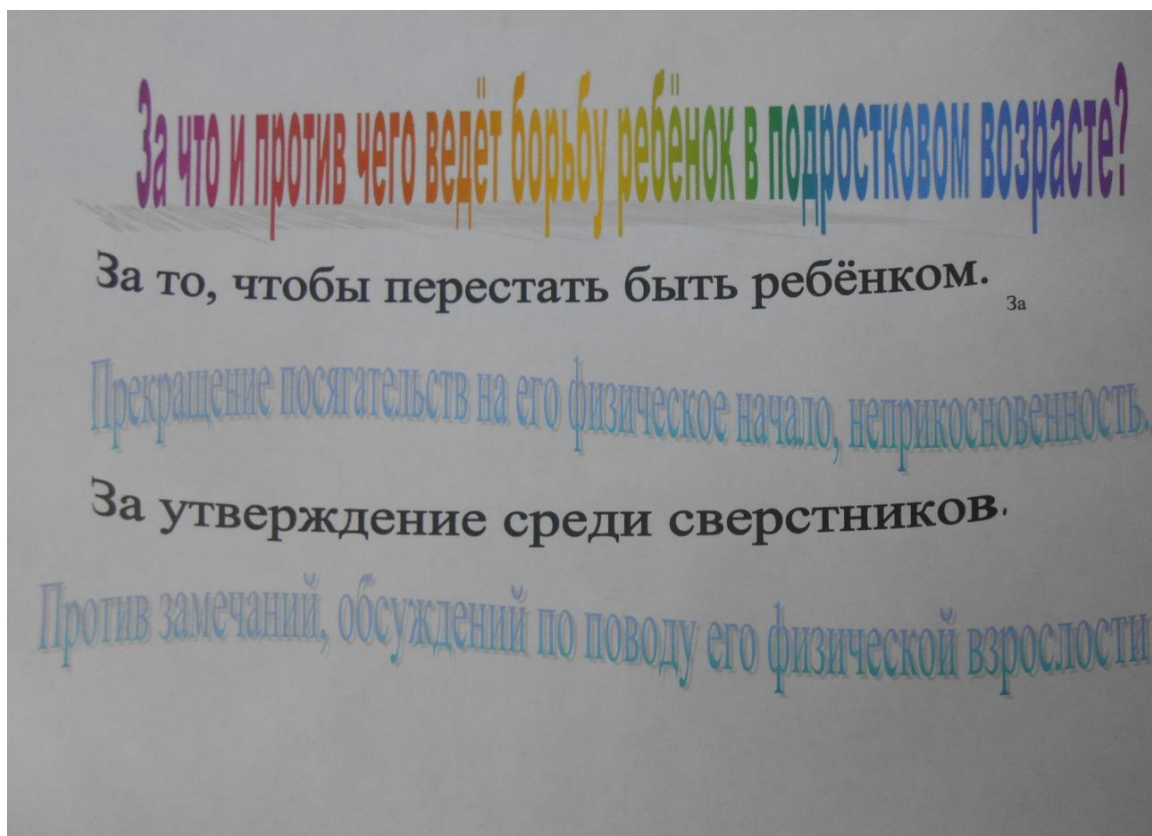 За что и против чего ведёт борьбу ребёнок в подростковом возрасте?
За то, чтобы перестать быть ребёнком.
За
Прекращение посягательств на его физическое начало, неприкосновенность.
За утверждение среди сверстников.
Против замечаний, обсуждений по поводу его физической взрослости